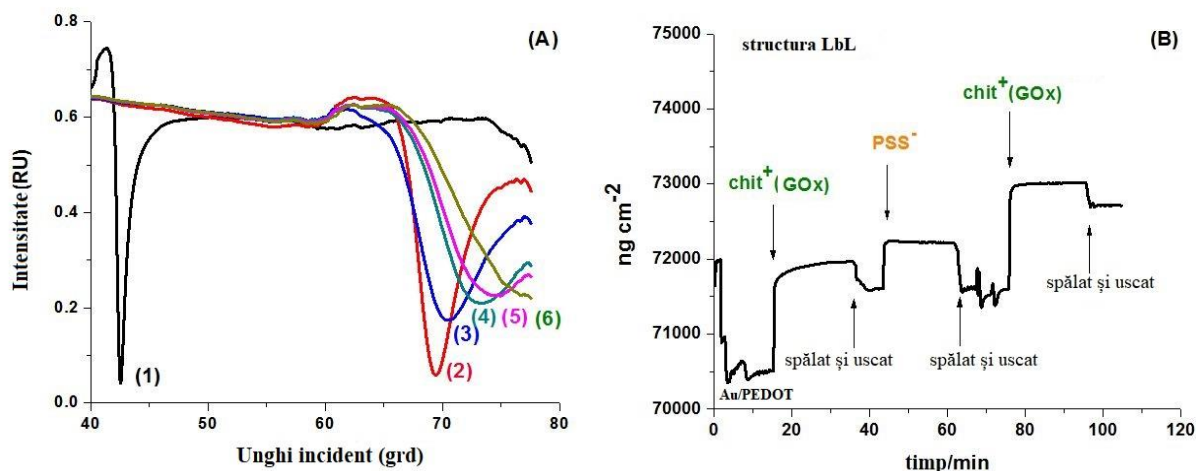 (A)
0.8
0.6
0.4
0.2
0.0
Intensitate (RU)
40 50 60 70 80
Unghi incident (grd)
(1)
(2)
(3)
(4) (5) (6)
(B)
structura LbL
75000
74000
73000
72000
71000
70000
ng cm-2
0 20 40 60 80 100 120
timp/min
chit+(GOx)
PSS-
chit+(GOx)
spălat și uscat
spălat și uscat
spălat și uscat
Au/PEDOT